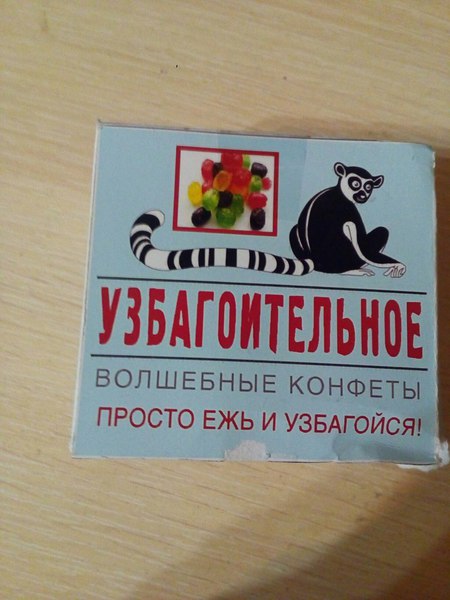 УЗБАГОИТЕЛЬНОЕ
ВОЛШЕБНЫЕ КОНФЕТЫ
ПРОСТО ЕЖЬ И УЗБАГОЙСЯ!